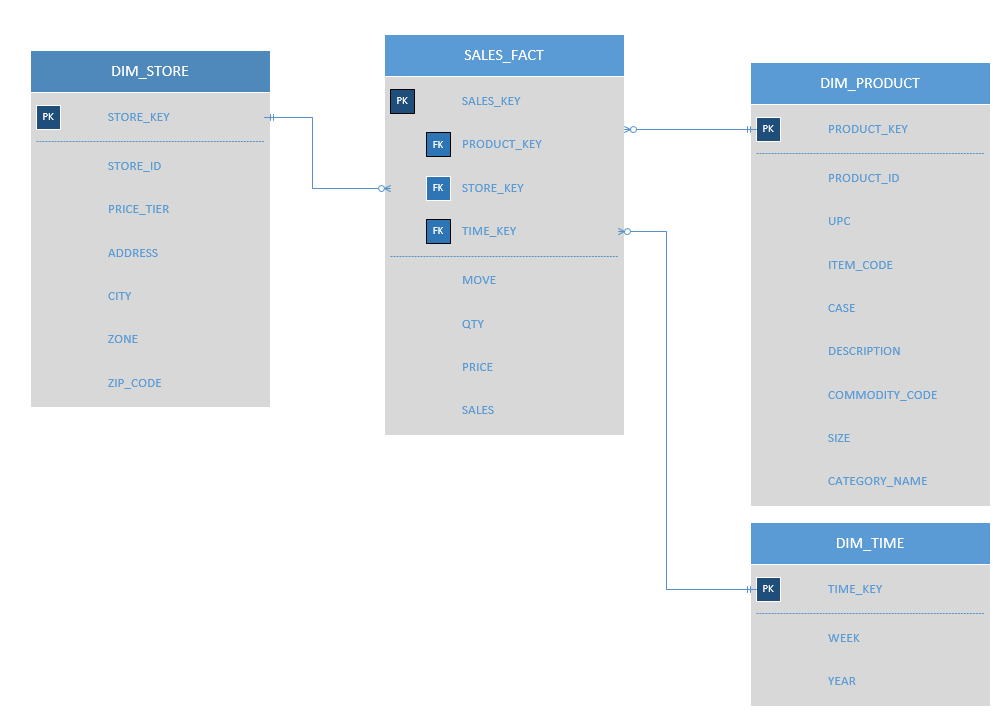 DIM_STORE
PK STORE_KEY
STORE_ID
PRICE_TIER
ADDRESS
CITY
ZONE
ZIP_CODE
SALES_FACT
PK SALES_KEY
FK PRODUCT_KEY
FK STORE_KEY
FK TIME_KEY
MOVE
QTY
PRICE
SALES
DIM_PRODUCT
PK PRODUCT_KEY
PRODUCT_ID
UPC
ITEM_CODE
CASE
DESCRIPTION
COMMODITY_CODE
SIZE
CATEGORY_NAME
DIM_TIME
PK TIME_KEY
WEEK
YEAR